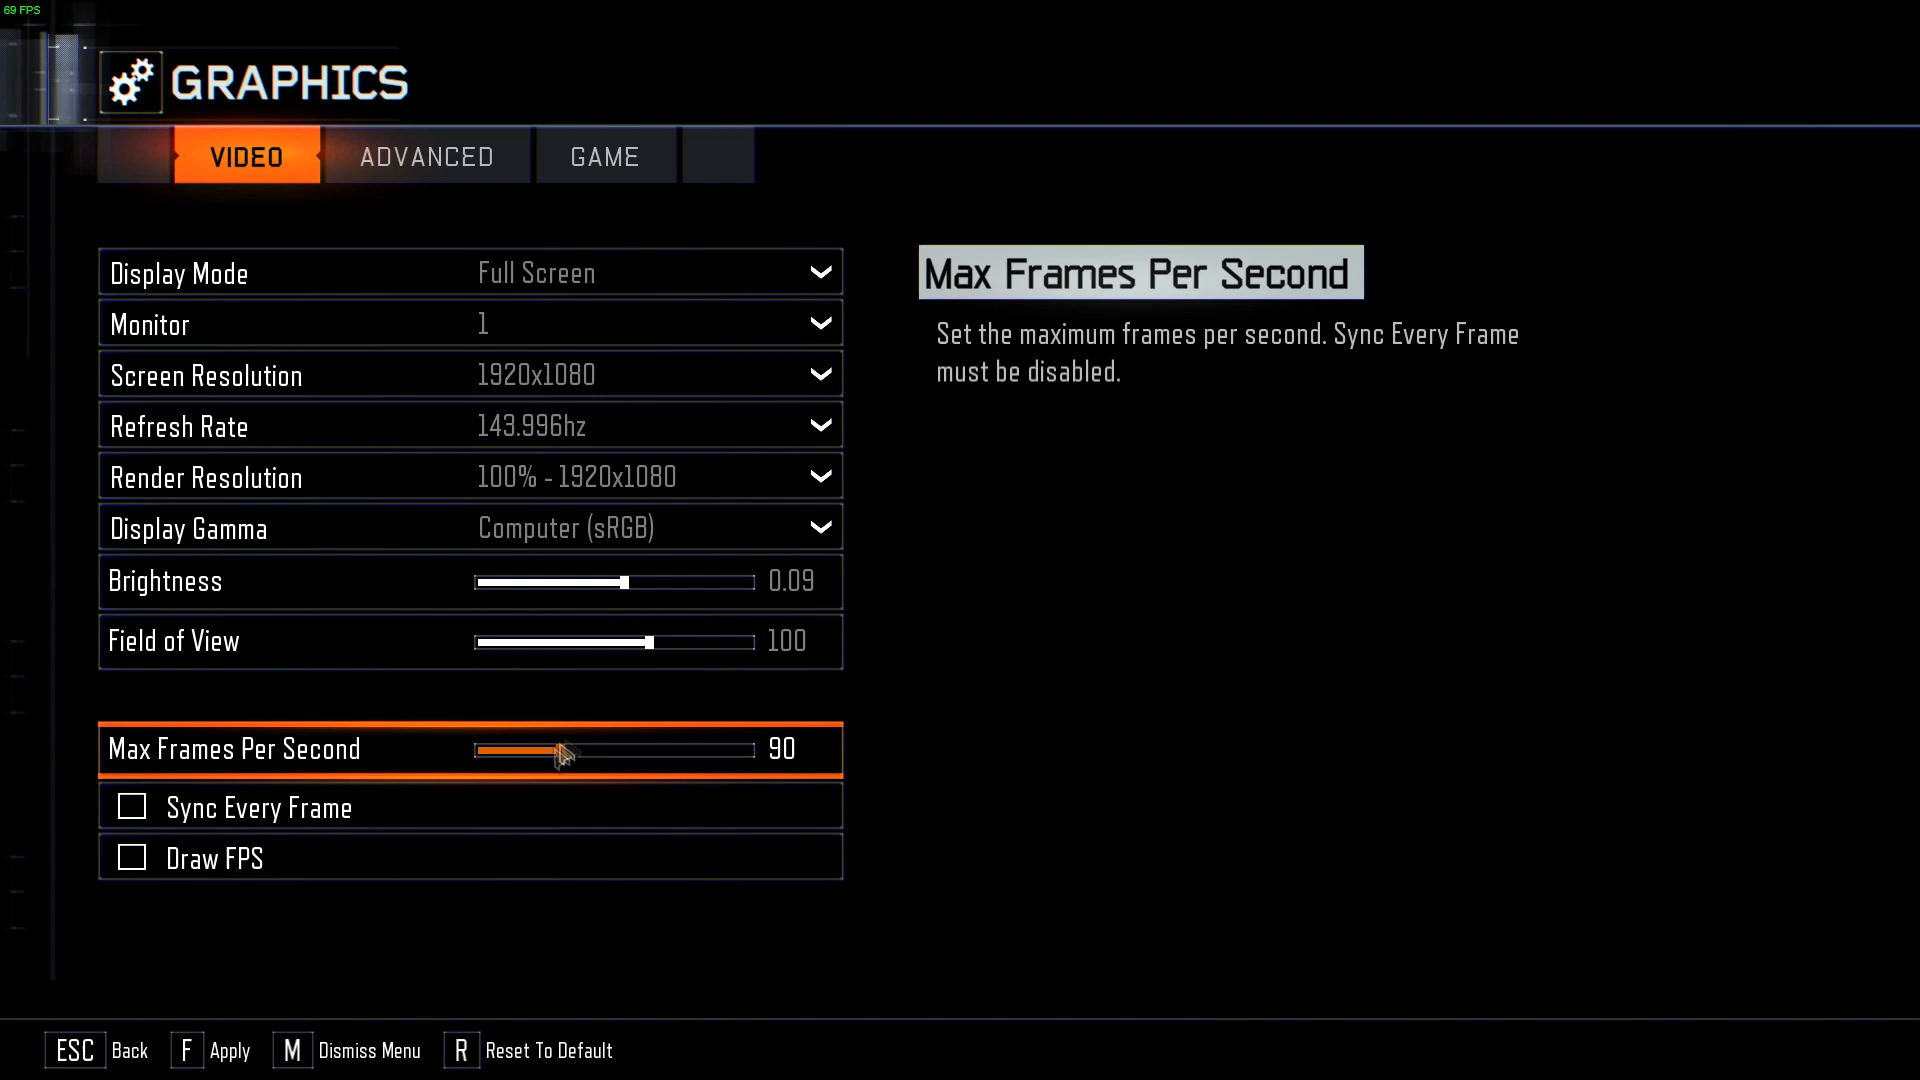 69 FPS
GRAPHICS
VIDEO ADVANCED GAME
Display Mode Full Screen
Monitor 1
Screen Resolution 1920x1080
Refresh Rate 143.996hz
Render Resolution 100% - 1920x1080
Display Gamma Computer (sRGB)
Brightness 0.09
Field of View 100
Max Frames Per Second 90
Sync Every Frame
Draw FPS
Max Frames Per Second
Set the maximum frames per second. Sync Every Frame
must be disabled.
ESC Back F Apply M Dismiss Menu R Reset To Default